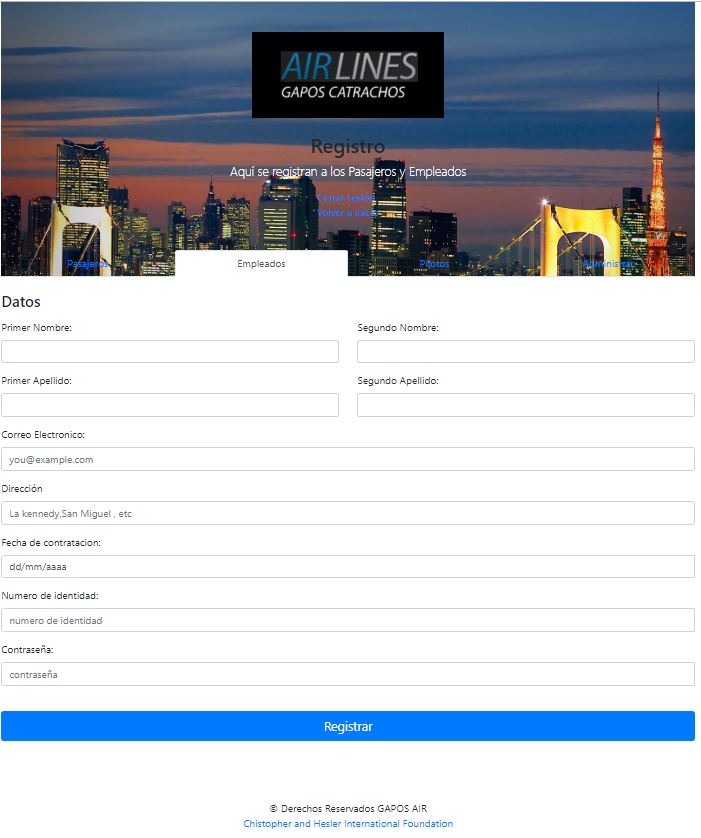 AIR LINES
GAPOS CATRACHOS
Registro
Aquí se registran a los Pasajeros y Empleados
Cerrar sesión
Volver a inicio
Pasajeros Empleados Pilotos Administrar
Datos
Primer Nombre: Segundo Nombre:
Primer Apellido: Segundo Apellido:
Correo Electronico:
you@example.com
Dirección
La kennedy,San Miguel , etc
Fecha de contratacion:
dd/mm/aaaa
Numero de identidad:
numero de identidad
Contraseña:
contraseña
Registrar
© Derechos Reservados GAPOS AIR
Chistopher and Hesler International Foundation